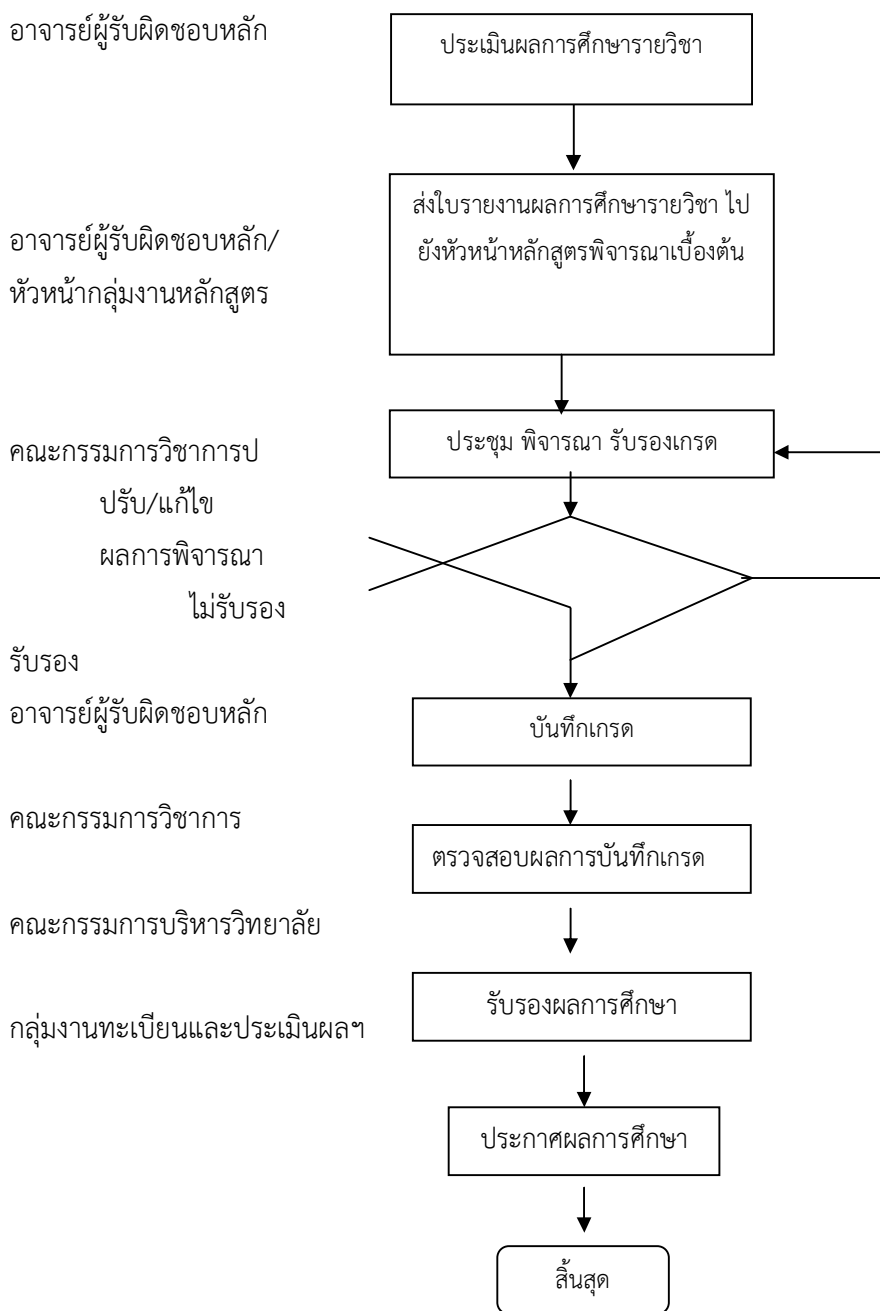 อาจารย์ผู้รับผิดชอบหลัก
ประเมินผลการศึกษารายวิชา
ส่งใบรายงานผลการศึกษารายวิชา ไป
ยังหัวหน้าหลักสูตรพิจารณาเบื้องต้น
อาจารย์ผู้รับผิดชอบหลัก/
หัวหน้ากลุ่มงานหลักสูตร
ประชุม พิจารณา รับรองเกรด
คณะกรรมการวิชาการป
ปรับ/แก้ไข
ผลการพิจารณา
ไม่รับรอง
รับรอง
อาจารย์ผู้รับผิดชอบหลัก
บันทึกเกรด
คณะกรรมการวิชาการ
ตรวจสอบผลการบันทึกเกรด
คณะกรรมการบริหารวิทยาลัย
รับรองผลการศึกษา
กลุ่มงานทะเบียนและประเมินผลฯ
ประกาศผลการศึกษา
สิ้นสุด